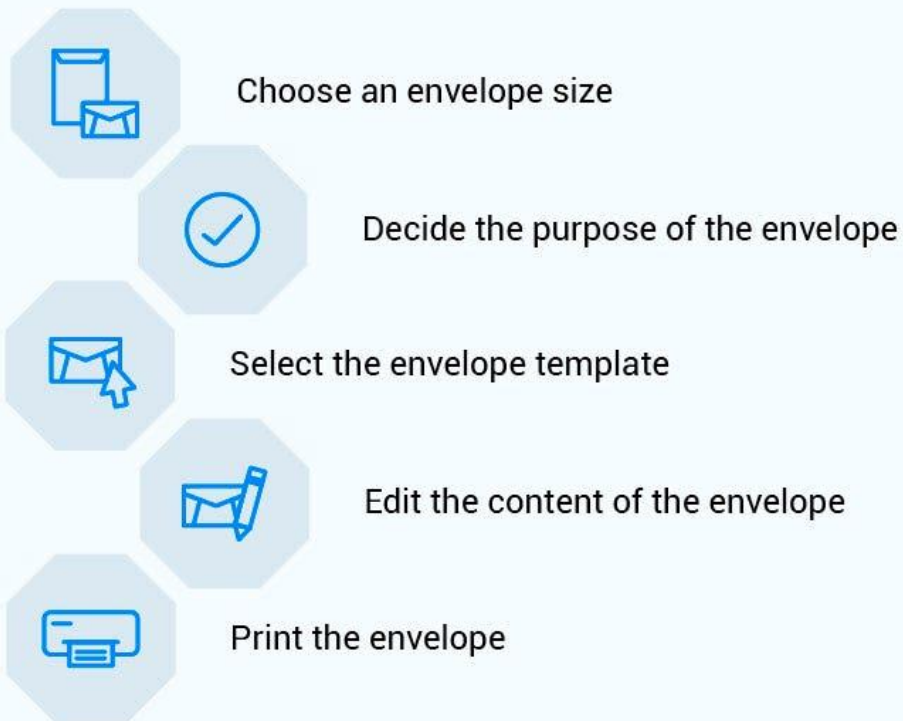 Choose an envelope size
Decide the purpose of the envelope
Select the envelope template
Edit the content of the envelope
Print the envelope